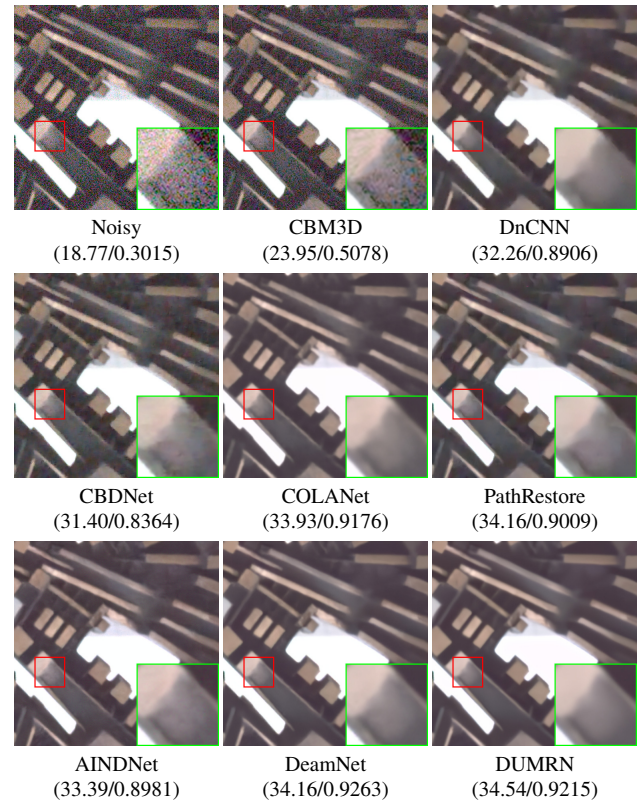 Noisy
(18.77/0.3015)
CBM3D
(23.95/0.5078)
DnCNN
(32.26/0.8906)
CBDNet
(31.40/0.8364)
COLANet
(33.93/0.9176)
PathRestore
(34.16/0.9009)
AINDNet
(33.39/0.8981)
DeamNet
(34.16/0.9263)
DUMRN
(34.54/0.9215)